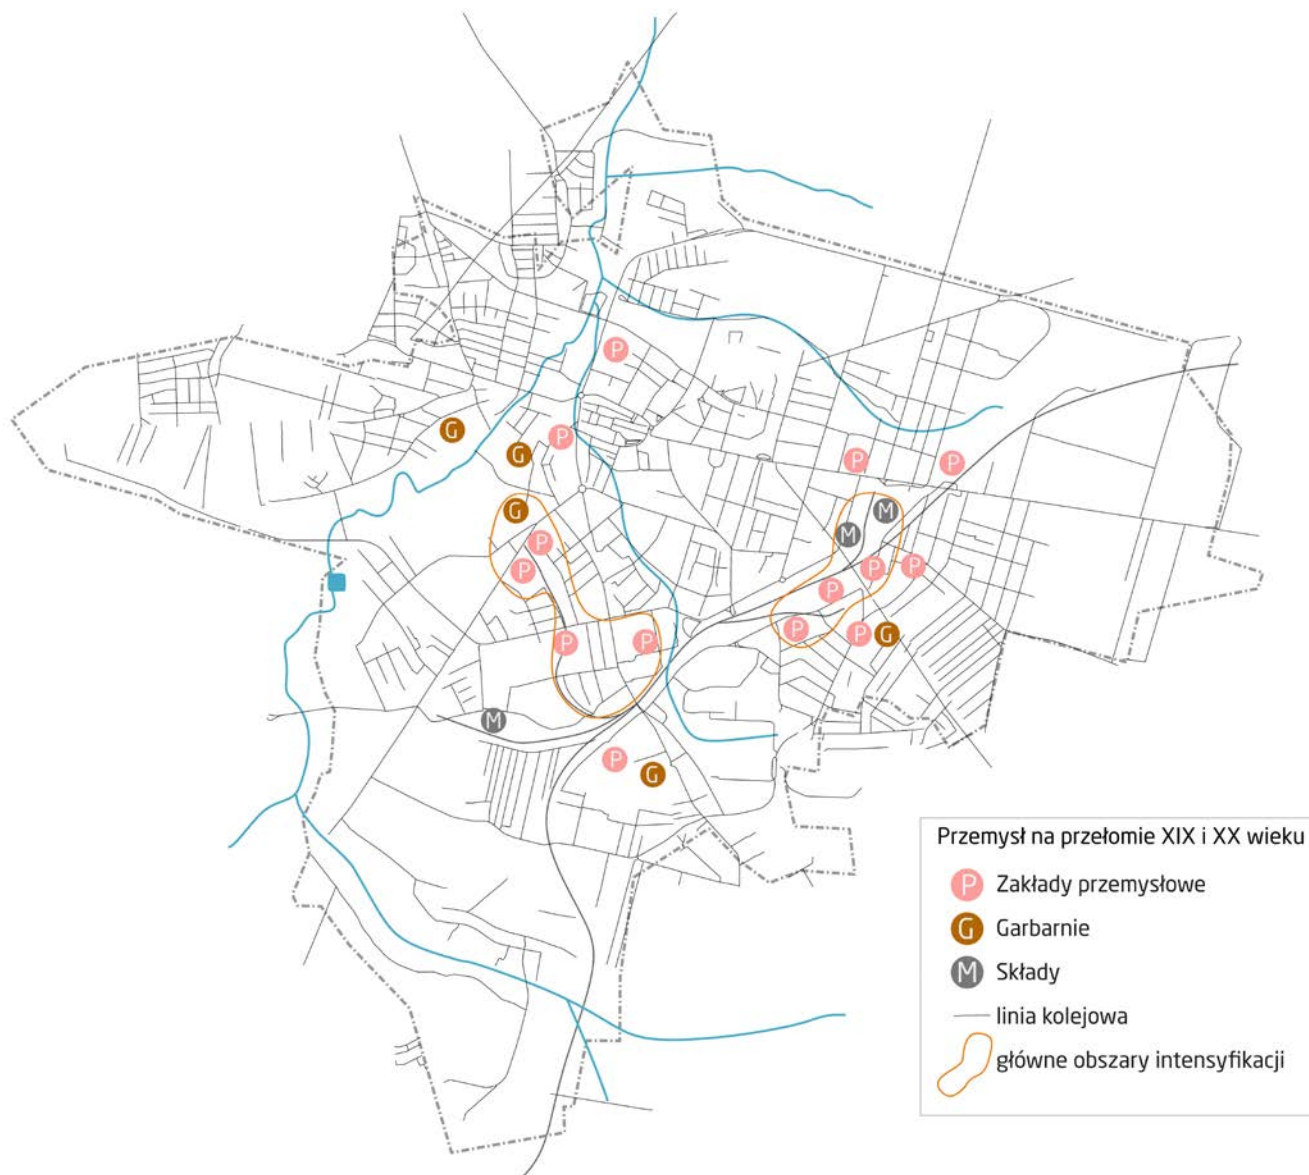 P
G
G
P
P
P
G
M
M
P
P
P
P
P
P
P
P
P
G
M
P
G
Przemysł na przełomie XIX i XX wieku
P Zakłady przemysłowe
G Garbarnie
M Składy
linia kolejowa
główne obszary intensyfikacji